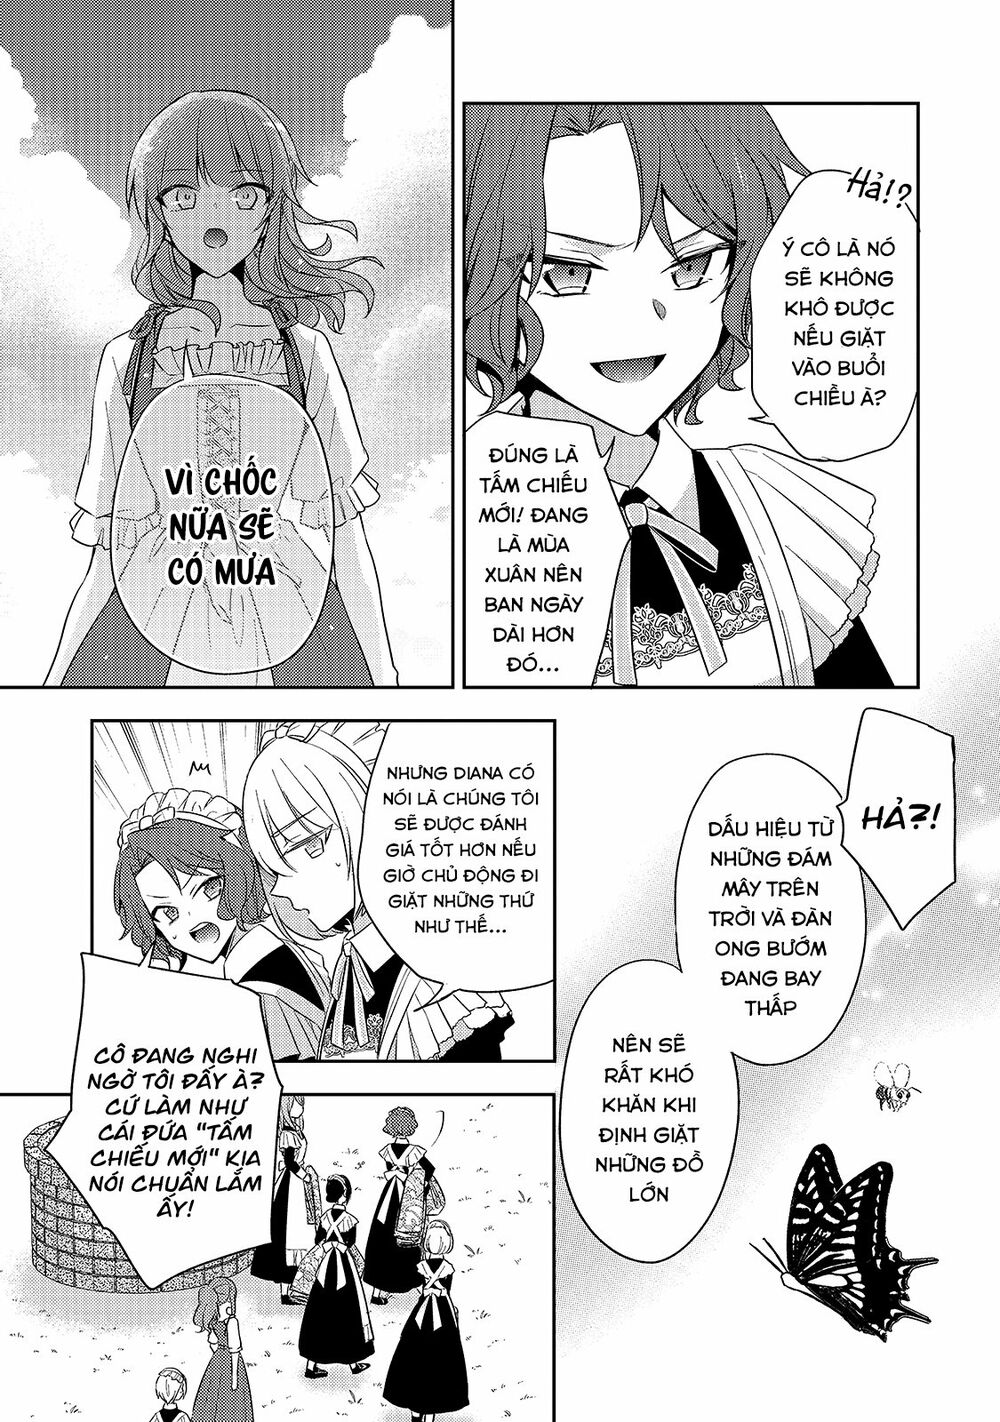 Hả!?
Ý CÔ LÀ NÓ
SẼ KHÔNG
KHÔ ĐƯỢC
NẾU GIẶT
VÀO BUỔI
CHIỀU À?
ĐÚNG LÀ
TẤM CHIẾU
MỚI! ĐANG
LÀ MÙA
XUÂN NÊN
BAN NGÀY
DÀI HƠN
ĐÓ...
VÌ CHỐC
NỮA SẼ
CÓ MƯA
HẢ?!
DẤU HIỆU TỪ
NHỮNG ĐÁM
MÂY TRÊN
TRỜI VÀ ĐÀN
ONG BƯỚM
ĐANG BAY
THẤP
NÊN SẼ
RẤT KHÓ
KHĂN KHI
ĐỊNH GIẶT
NHỮNG ĐỒ
LỚN
NHƯNG DIANA CÓ
NÓI LÀ CHÚNG TÔI
SẼ ĐƯỢC ĐÁNH
GIÁ TỐT HƠN NẾU
GIỜ CHỦ ĐỘNG ĐI
GIẶT NHỮNG THỨ
NHƯ THẾ...
CÔ ĐANG NGHI
NGỜ TÔI ĐẤY À?
CỨ LÀM NHƯ
CÁI ĐỨA "TẤM
CHIẾU MỚI" KIA
NÓI CHUẨN LẮM
ẤY!